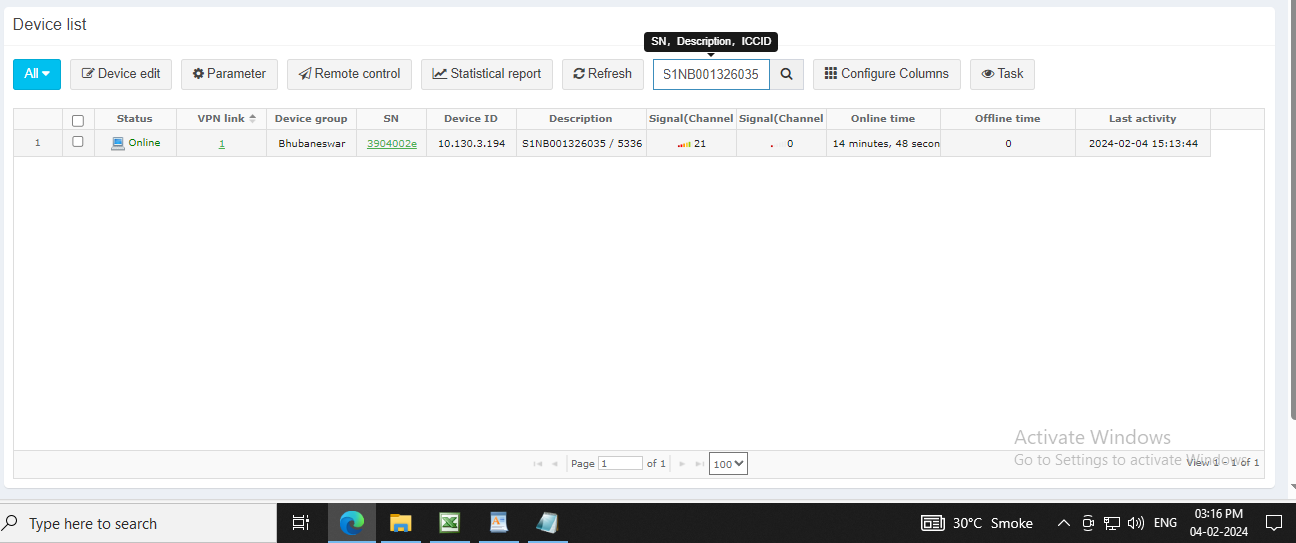 Device list
SN, Description, ICCID
All Device edit Parameter Remote control Statistical report Refresh S1NB001326035 Configure Columns Task
Status VPN link Device group SN Device ID Description Signal(Channel Signal(Channel Online time Offline time Last activity
1 Online 1 Bhubaneswar 3904002e 10.130.3.194 S1NB001326035 / 5336 21 0 14 minutes, 48 secon 0 2024-02-04 15:13:44
Activate Windows
Go to Settings to activate Windows.
Page 1 of 1 100 View 1 - 1 of 1
Type here to search 30°C Smoke ENG
03:16 PM
04-02-2024